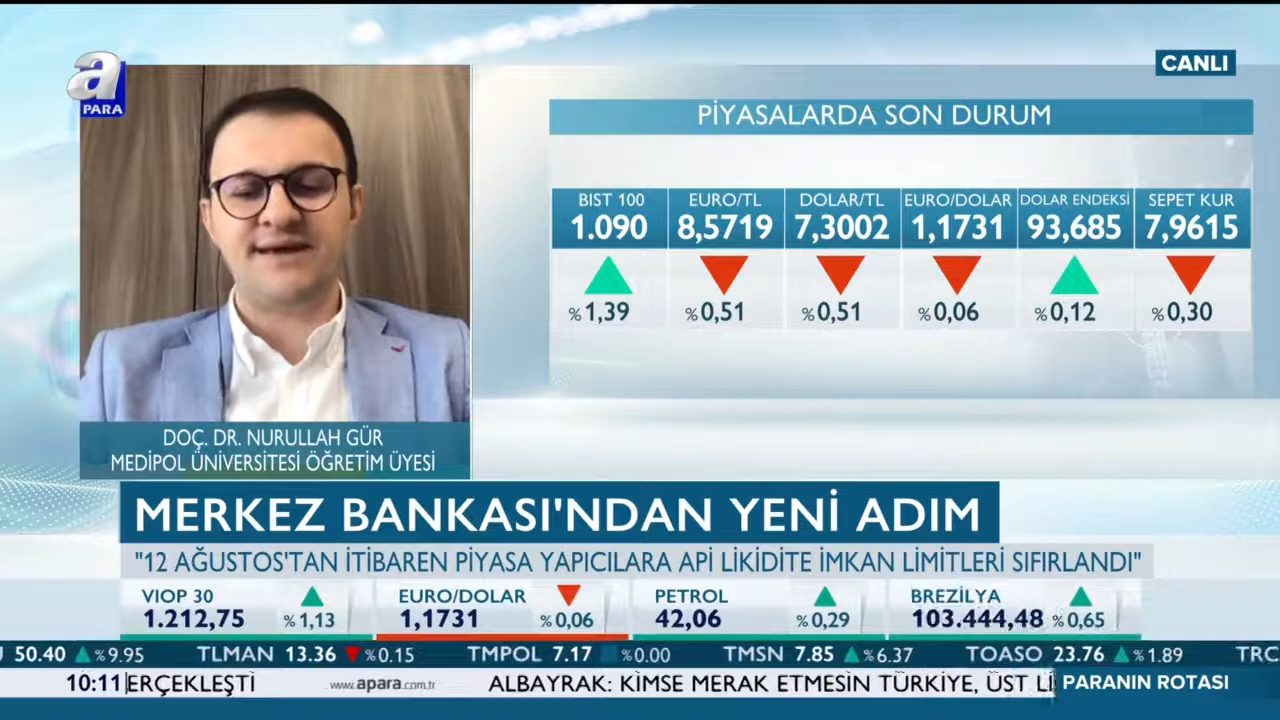 a
PARA
CANLI
PİYASALARDA SON DURUM
BIST 100 EURO/TL DOLAR/TL EURO/DOLAR DOLAR ENDEKSİ SEPET KUR
1.090 8,5719 7,3002 1,1731 93,685 7,9615
%1,39 %0,51 %0,51 %0,06 %0,12 %0,30
DOÇ. DR. NURULLAH GÜR
MEDİPOL ÜNİVERSİTESİ ÖĞRETİM ÜYESİ
MERKEZ BANKASI'NDAN YENİ ADIM
"12 AĞUSTOS'TAN İTİBAREN PİYASA YAPICILARA APİ LİKİDİTE İMKAN LİMİTLERİ SIFIRLANDI"
VIOP 30 EURO/DOLAR PETROL BREZİLYA
1.212,75 %1,13 1,1731 %0,06 42,06 %0,29 103.444,48 %0,65
50.40 %9.95 TLMAN 13.36 %0.15 TMPOL 7.17 %0.00 TMSN 7.85 %6.37 TOASO 23.76 %1.89 TRC
10:11 ERÇEKLEŞTİ www.apara.com.tr ALBAYRAK: KİMSE MERAK ETMESİN TÜRKİYE, ÜST Lİ PARANIN ROTASI